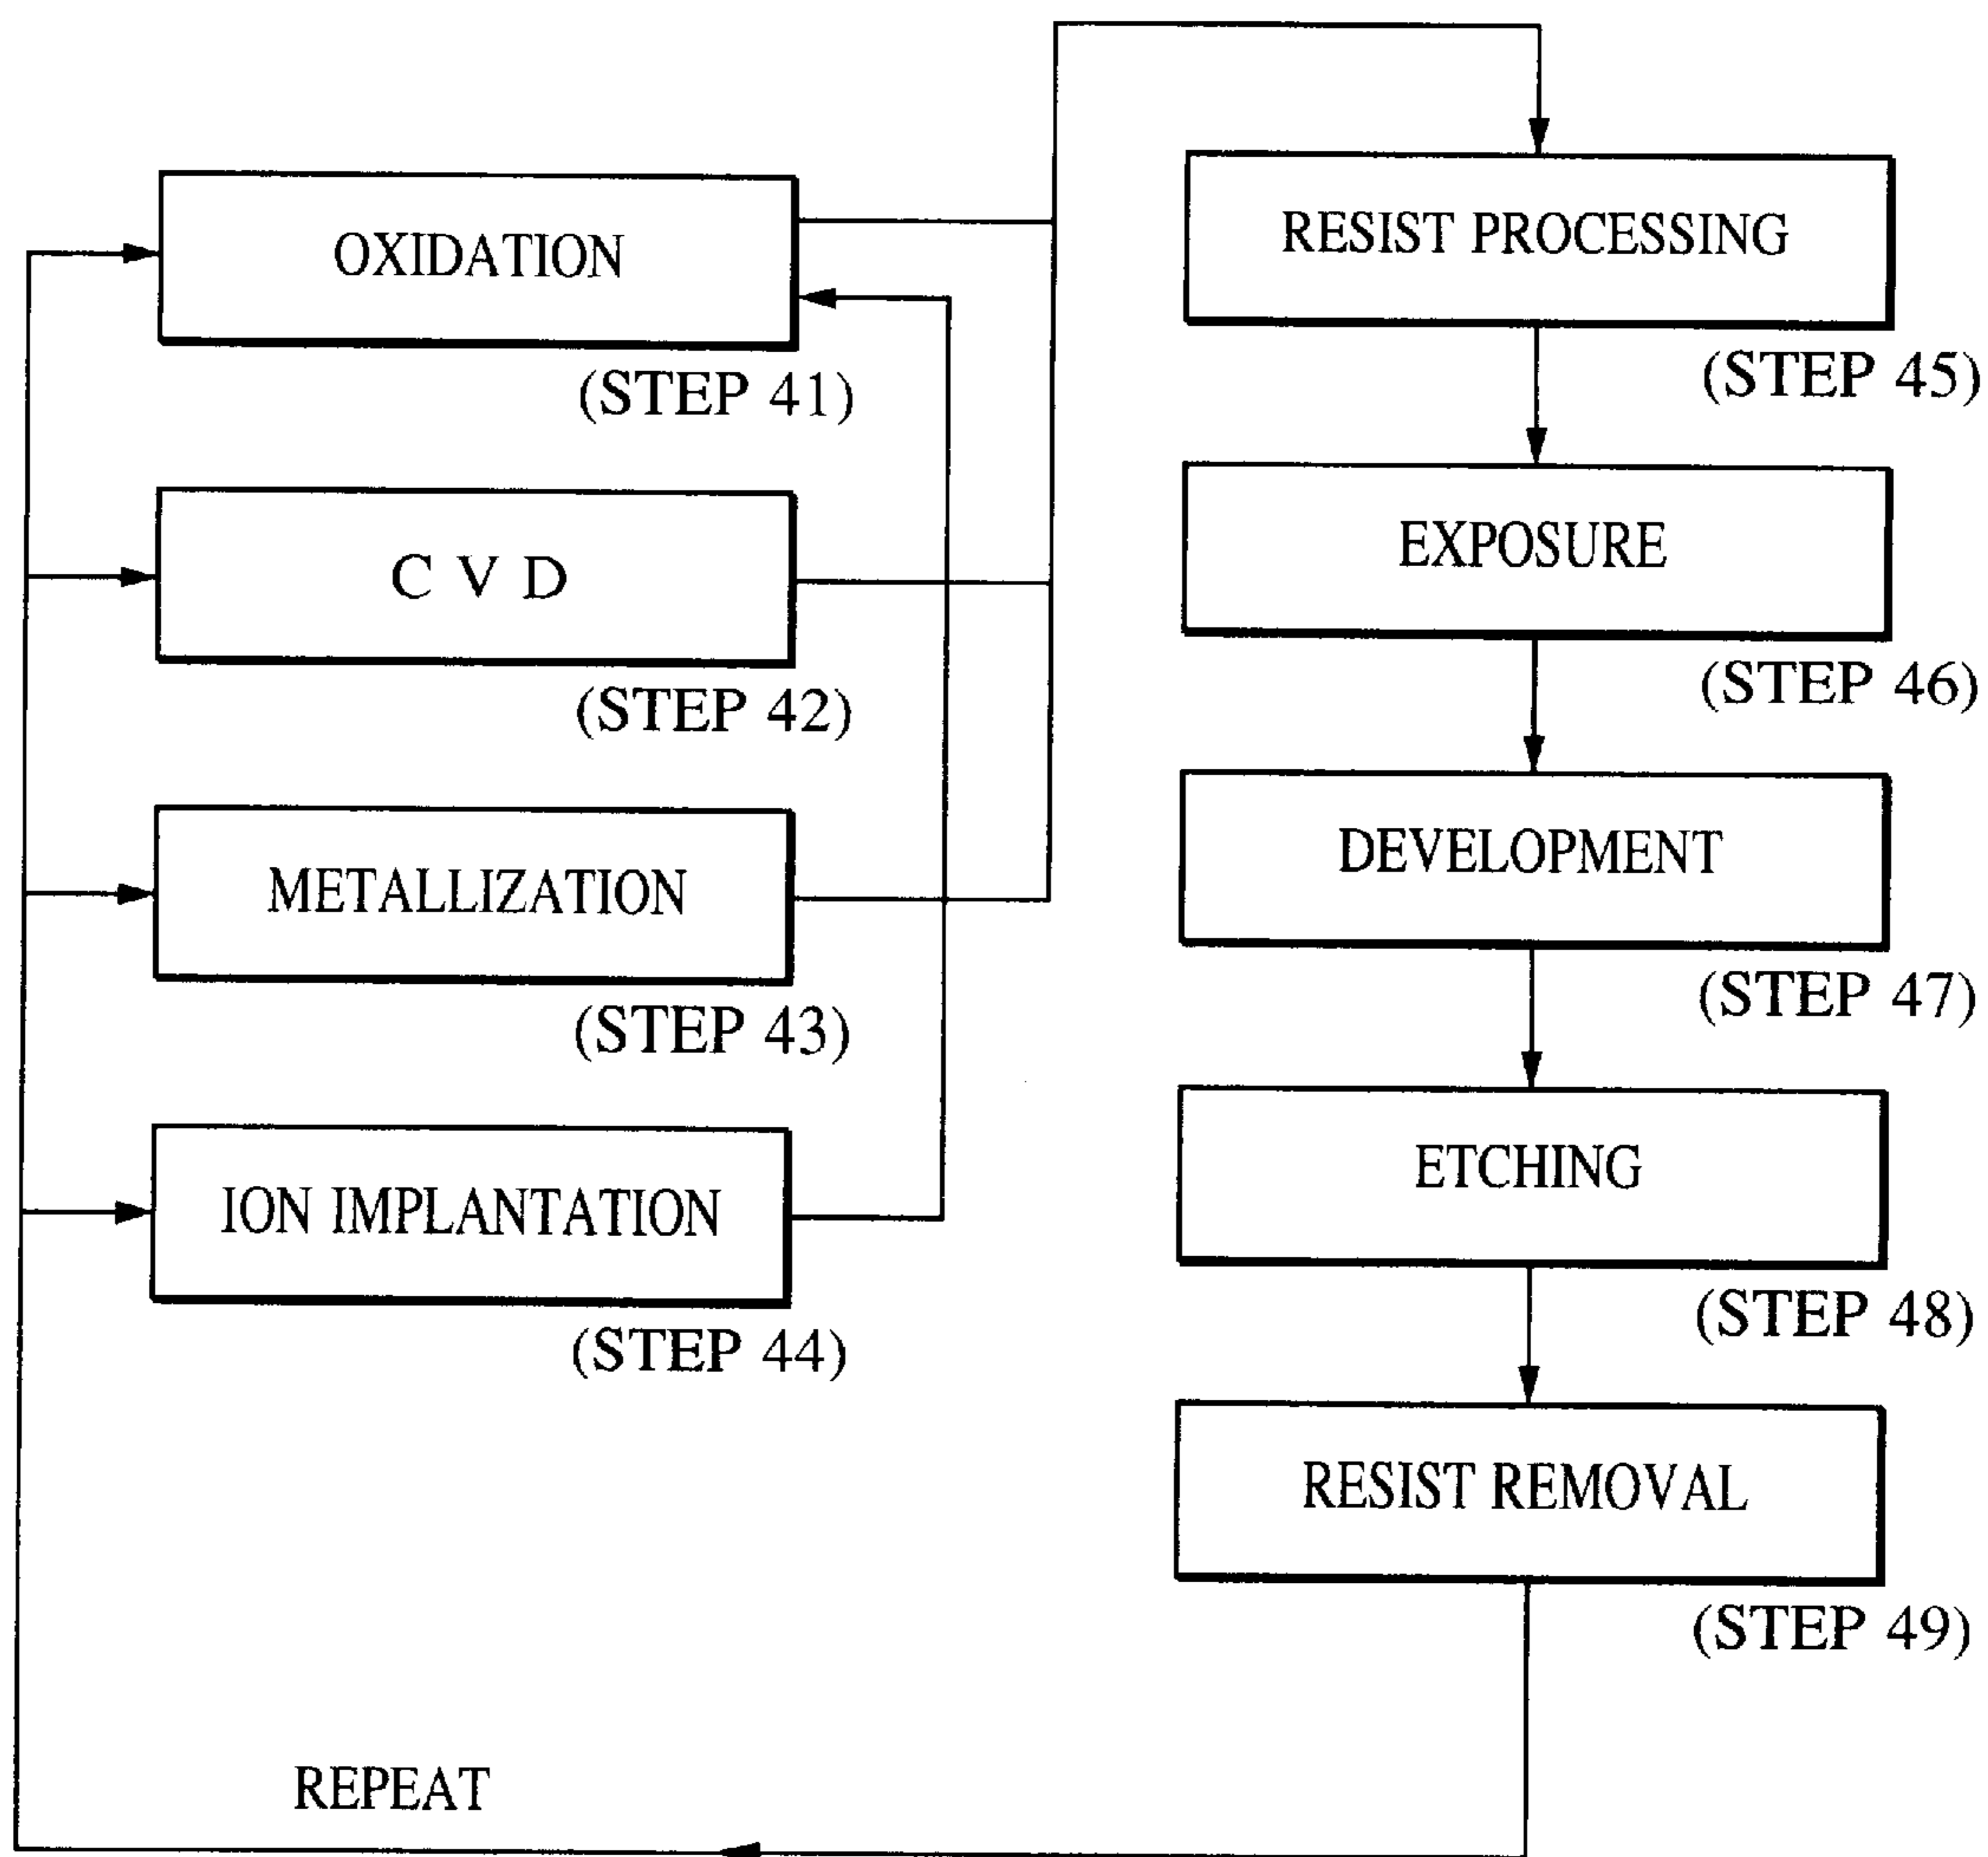 OXIDATION
(STEP 41)
C V D
(STEP 42)
METALLIZATION
(STEP 43)
ION IMPLANTATION
(STEP 44)
RESIST PROCESSING
(STEP 45)
EXPOSURE
(STEP 46)
DEVELOPMENT
(STEP 47)
ETCHING
(STEP 48)
RESIST REMOVAL
(STEP 49)
REPEAT